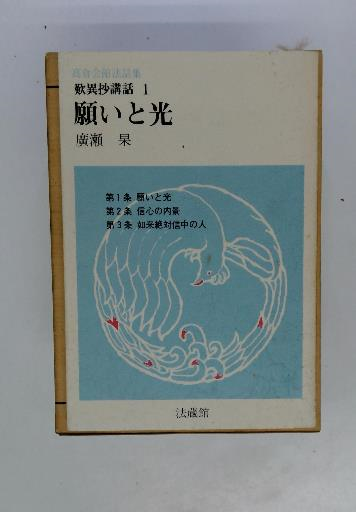 高倉会館法話集
歎異抄講話 1
願いと光
廣瀬 杲
第1条 願いと光
第2条 信心の内景
第3条 如来絶対信中の人
法蔵館